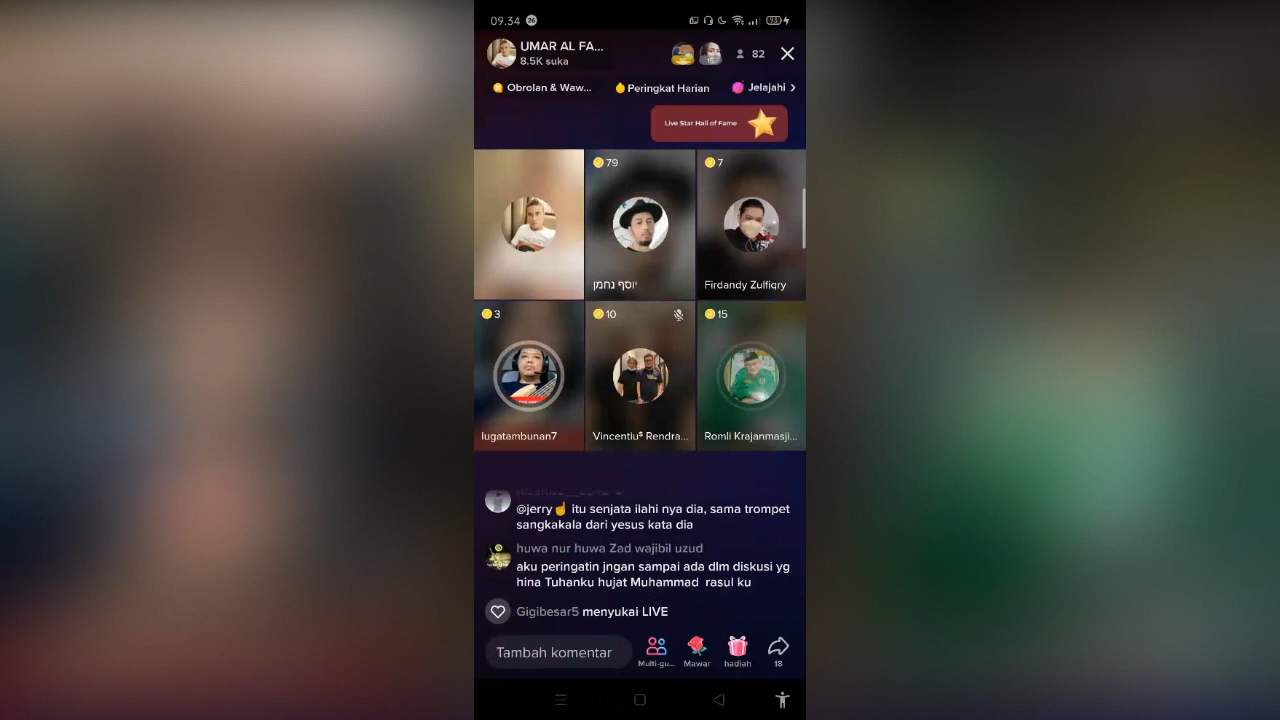 09.34 26
93
UMAR AL FA...
8.5K suka
15
82
Obrolan & Waw...
Peringkat Harian
Jelajahi
Live Star Hall of Fame
79
7
יוסף נחמן
Firdandy Zulfiqry
3
10
15
lugatambunan7
Vincentiu⁵ Rendra...
Romli Krajanmasji...
@jerry☝ itu senjata ilahi nya dia, sama trompet
sangkakala dari yesus kata dia
huwa nur huwa Zad wajibil uzud
aku peringatin jngan sampai ada dlm diskusi yg
hina Tuhanku hujat Muhammad rasul ku
Gigibesar5 menyukai LIVE
Tambah komentar
Multi-gu...
Mawar
hadiah
18